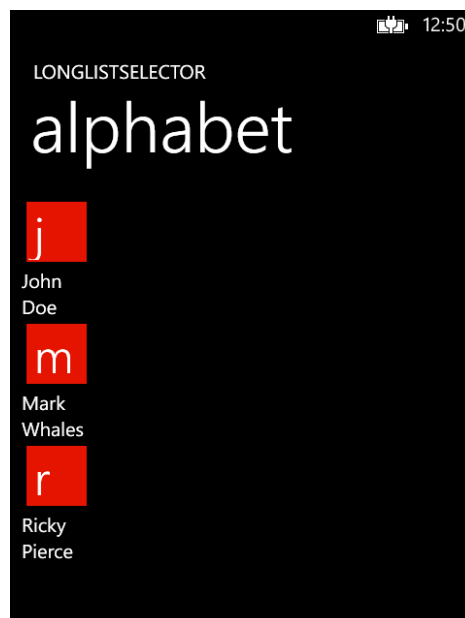 12:50
LONGLISTSELECTOR
alphabet
j
John
Doe
m
Mark
Whales
r
Ricky
Pierce